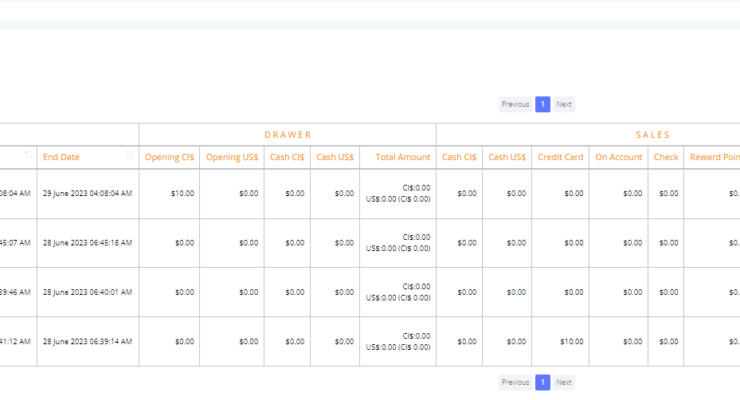 Previous 1 Next
DRAWER SALES
End Date Opening CI$ Opening US$ Cash CI$ Cash US$ Total Amount Cash CI$ Cash US$ Credit Card On Account Check Reward
08:04 AM 29 June 2023 04:08:04 AM $10.00 $0.00 $0.00 $0.00 CI$:0.00 $0.00 $0.00 $0.00 $0.00 $0.00
US$:0.00 (CI$ 0.00)
45:07 AM 28 June 2023 06:45:18 AM $0.00 $0.00 $0.00 $0.00 CI$:0.00 $0.00 $0.00 $0.00 $0.00 $0.00
US$:0.00 (CI$ 0.00)
39:46 AM 28 June 2023 06:40:01 AM $0.00 $0.00 $0.00 $0.00 CI$:0.00 $0.00 $0.00 $0.00 $0.00 $0.00
US$:0.00 (CI$ 0.00)
41:12 AM 28 June 2023 06:39:14 AM $0.00 $0.00 $0.00 $0.00 CI$:0.00 $0.00 $0.00 $10.00 $0.00 $0.00
US$:0.00 (CI$ 0.00)
Previous 1 Next